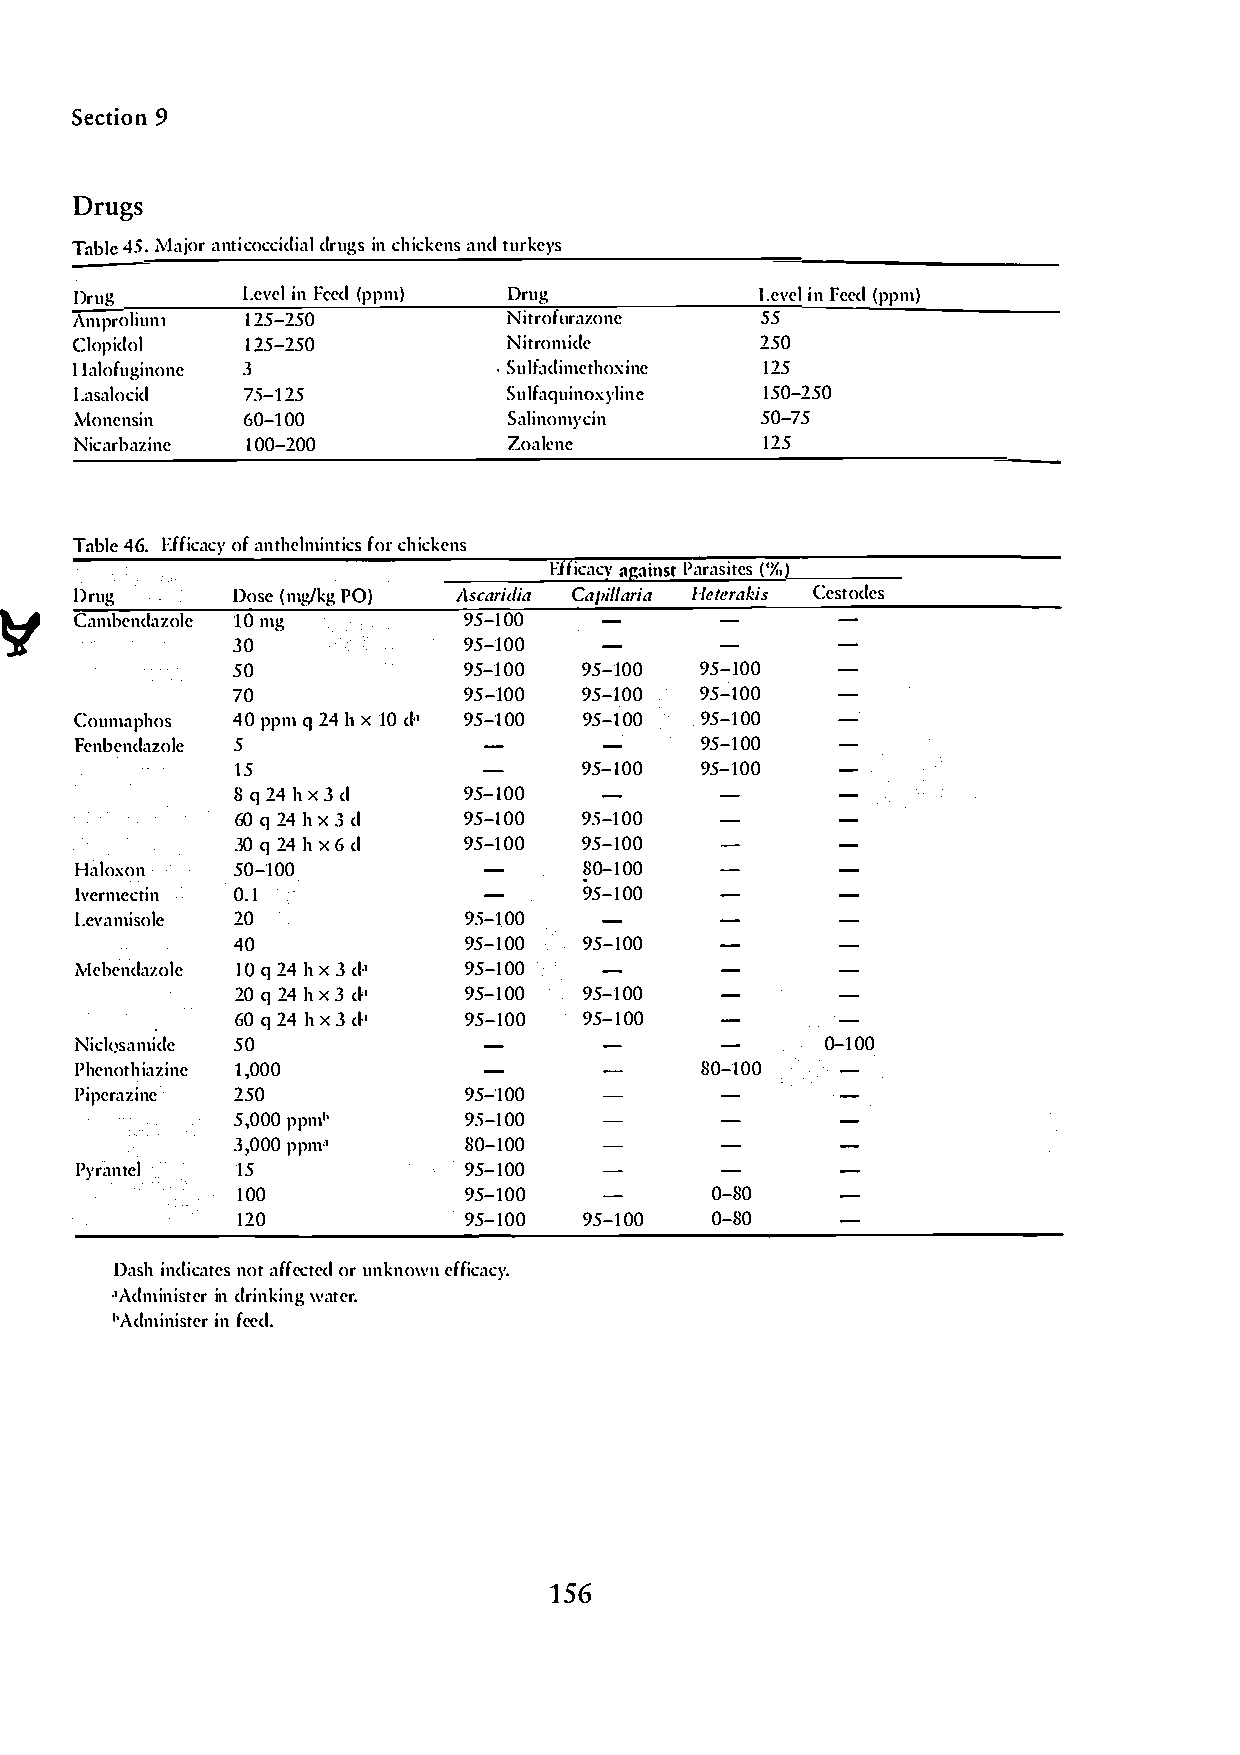 Section 9
Drugs
Table 45. Major anticoccidial drugs in chickens and turkeys
Drug Level in Feed (ppm) Drug Level in Feed (ppm)
Amprolium 125–250 Nitrofurazone 55
Clopidol 125–250 Nitromide 250
Halofuginone 3 Sulfadimethoxine 125
Lasalocid 75–125 Sulfaquinoxyline 150–250
Monensin 60–100 Salinomycin 50–75
Nicarbazine 100–200 Zoalene 125
Table 46. Efficacy of anthelmintics for chickens
Efficacy against Parasites (%)
Drug Dose (mg/kg PO) Ascaridia Capillaria Heterakis Cestodes
Cambendazole 10 mg 95–100 — — —
30 95–100 — — —
50 95–100 95–100 95–100 —
70 95–100 95–100 95–100 —
Coumaphos 40 ppm q 24 h × 10 dᵃ 95–100 95–100 95–100 —
Fenbendazole 5 — — 95–100 —
15 — 95–100 95–100 —
8 q 24 h × 3 d 95–100 — — —
60 q 24 h × 3 d 95–100 95–100 — —
30 q 24 h × 6 d 95–100 95–100 — —
Haloxon 50–100 — 80–100 — —
Ivermectin 0.1 — 95–100 — —
Levamisole 20 95–100 — — —
40 95–100 95–100 — —
Mebendazole 10 q 24 h × 3 dᵃ 95–100 — — —
20 q 24 h × 3 dᵃ 95–100 95–100 — —
60 q 24 h × 3 dᵃ 95–100 95–100 — —
Niclosamide 50 — — — 0–100
Phenothiazine 1,000 — — 80–100 —
Piperazine 250 95–100 — — —
5,000 ppmᵇ 95–100 — — —
3,000 ppmᵃ 80–100 — — —
Pyrantel 15 95–100 — — —
100 95–100 — 0–80 —
120 95–100 95–100 0–80 —
Dash indicates not affected or unknown efficacy.
ᵃAdminister in drinking water.
ᵇAdminister in feed.
156